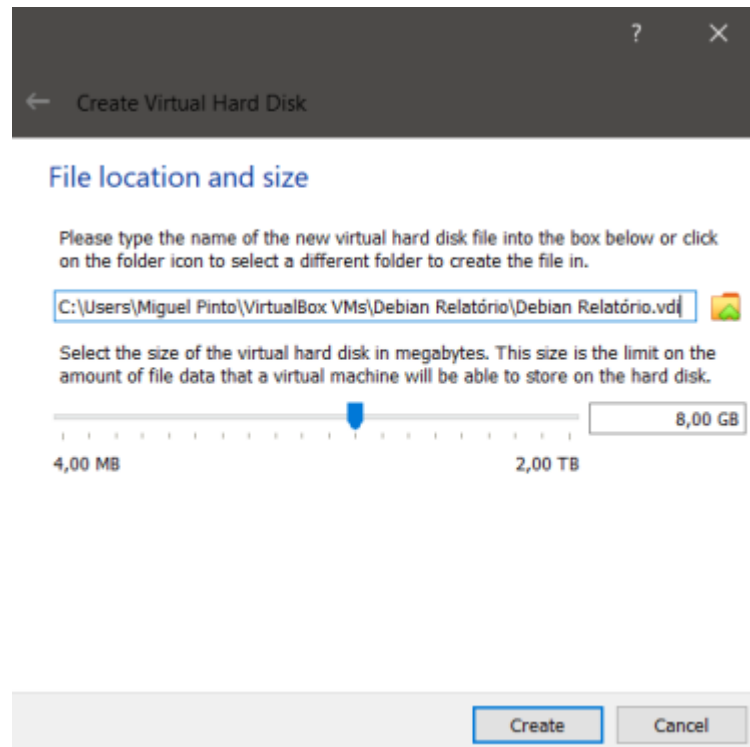 ?
Create Virtual Hard Disk
File location and size
Please type the name of the new virtual hard disk file into the box below or click
on the folder icon to select a different folder to create the file in.
C:\Users\Miguel Pinto\VirtualBox VMs\Debian Relatório\Debian Relatório.vdi
Select the size of the virtual hard disk in megabytes. This size is the limit on the
amount of file data that a virtual machine will be able to store on the hard disk.
8,00 GB
4,00 MB 2,00 TB
Create Cancel